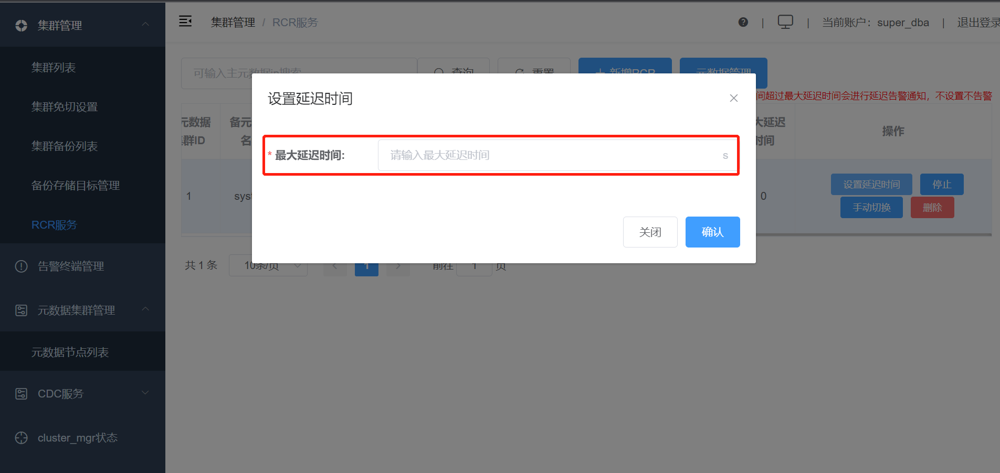 集群管理
集群列表
集群免切设置
集群备份列表
备份存储目标管理
RCR服务
告警终端管理
元数据集群管理
元数据节点列表
CDC服务
cluster_mgr状态
集群管理 / RCR服务
? | | 当前账户：super_dba | 退出登录
可输入主元数据ip搜索 查询 重置 + 新增RCR 元数据管理
间超过最大延迟时间会进行延迟告警通知，不设置不告警
元数据
集群ID
备元
名
大延迟
时间
操作
1 syst 0
设置延迟时间 停止
手动切换 删除
设置延迟时间
* 最大延迟时间: 请输入最大延迟时间 s
关闭 确认
共 1 条 10条/页 1 前往 1 页